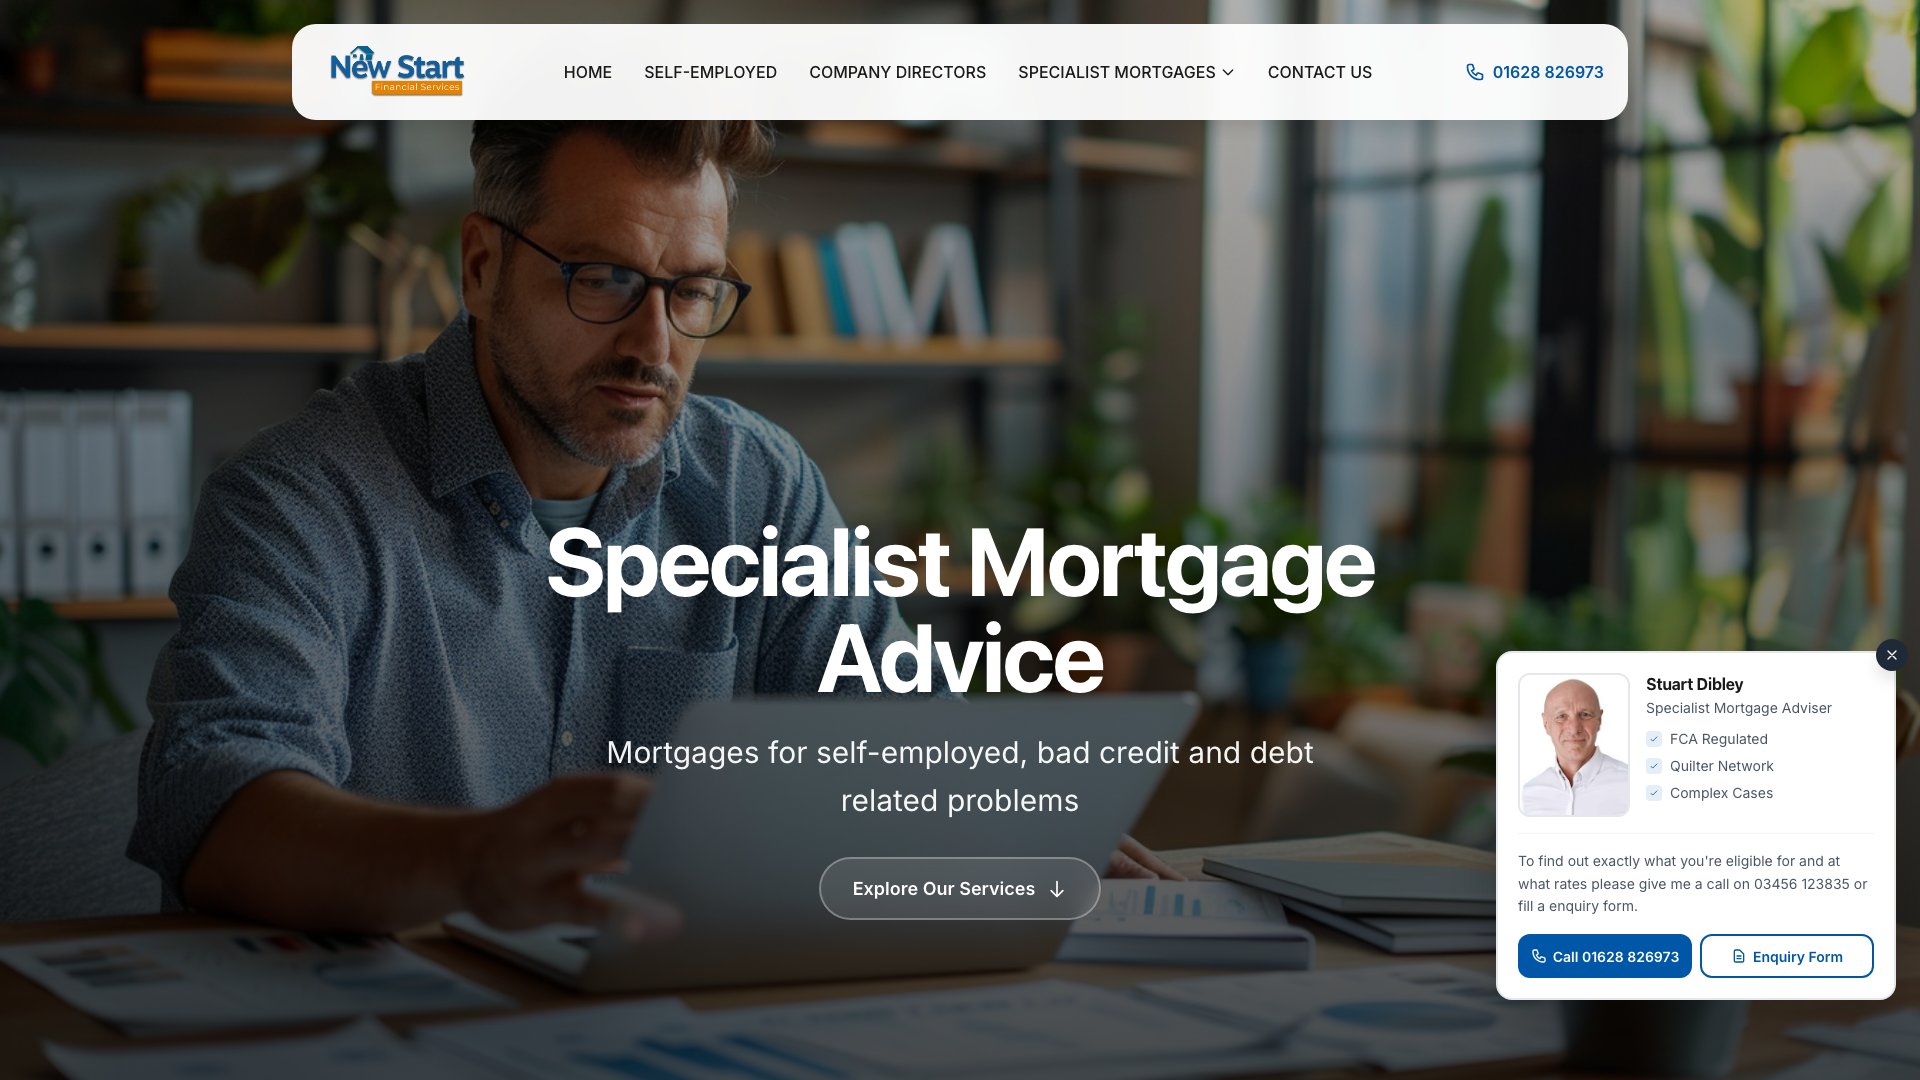 New Start
Financial Services
HOME
SELF-EMPLOYED
COMPANY DIRECTORS
SPECIALIST MORTGAGES
CONTACT US
01628 826973
Specialist Mortgage
Advice
Mortgages for self-employed, bad credit and debt
related problems
Explore Our Services
Stuart Dibley
Specialist Mortgage Adviser
FCA Regulated
Quilter Network
Complex Cases
To find out exactly what you're eligible for and at
what rates please give me a call on 03456 123835 or
fill a enquiry form.
Call 01628 826973
Enquiry Form